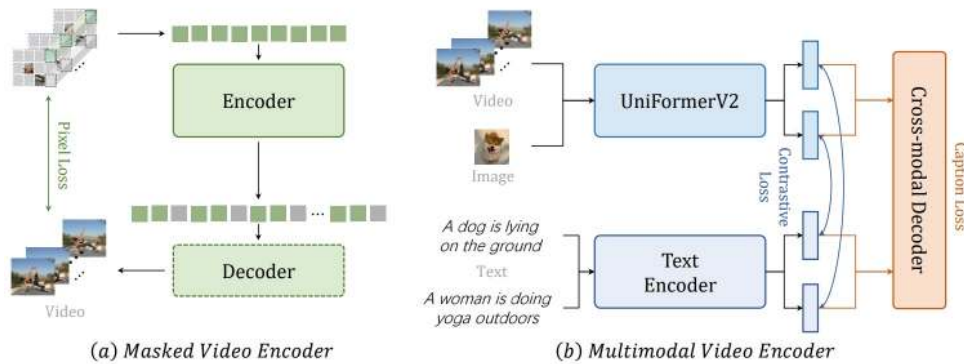 Encoder
Pixel Loss
...
Decoder
Video
(a) Masked Video Encoder
Video
Image
UniFormerV2
A dog is lying
on the ground
Text
A woman is doing
yoga outdoors
Text
Encoder
Contrastive
Loss
Cross-modal Decoder
Caption Loss
(b) Multimodal Video Encoder